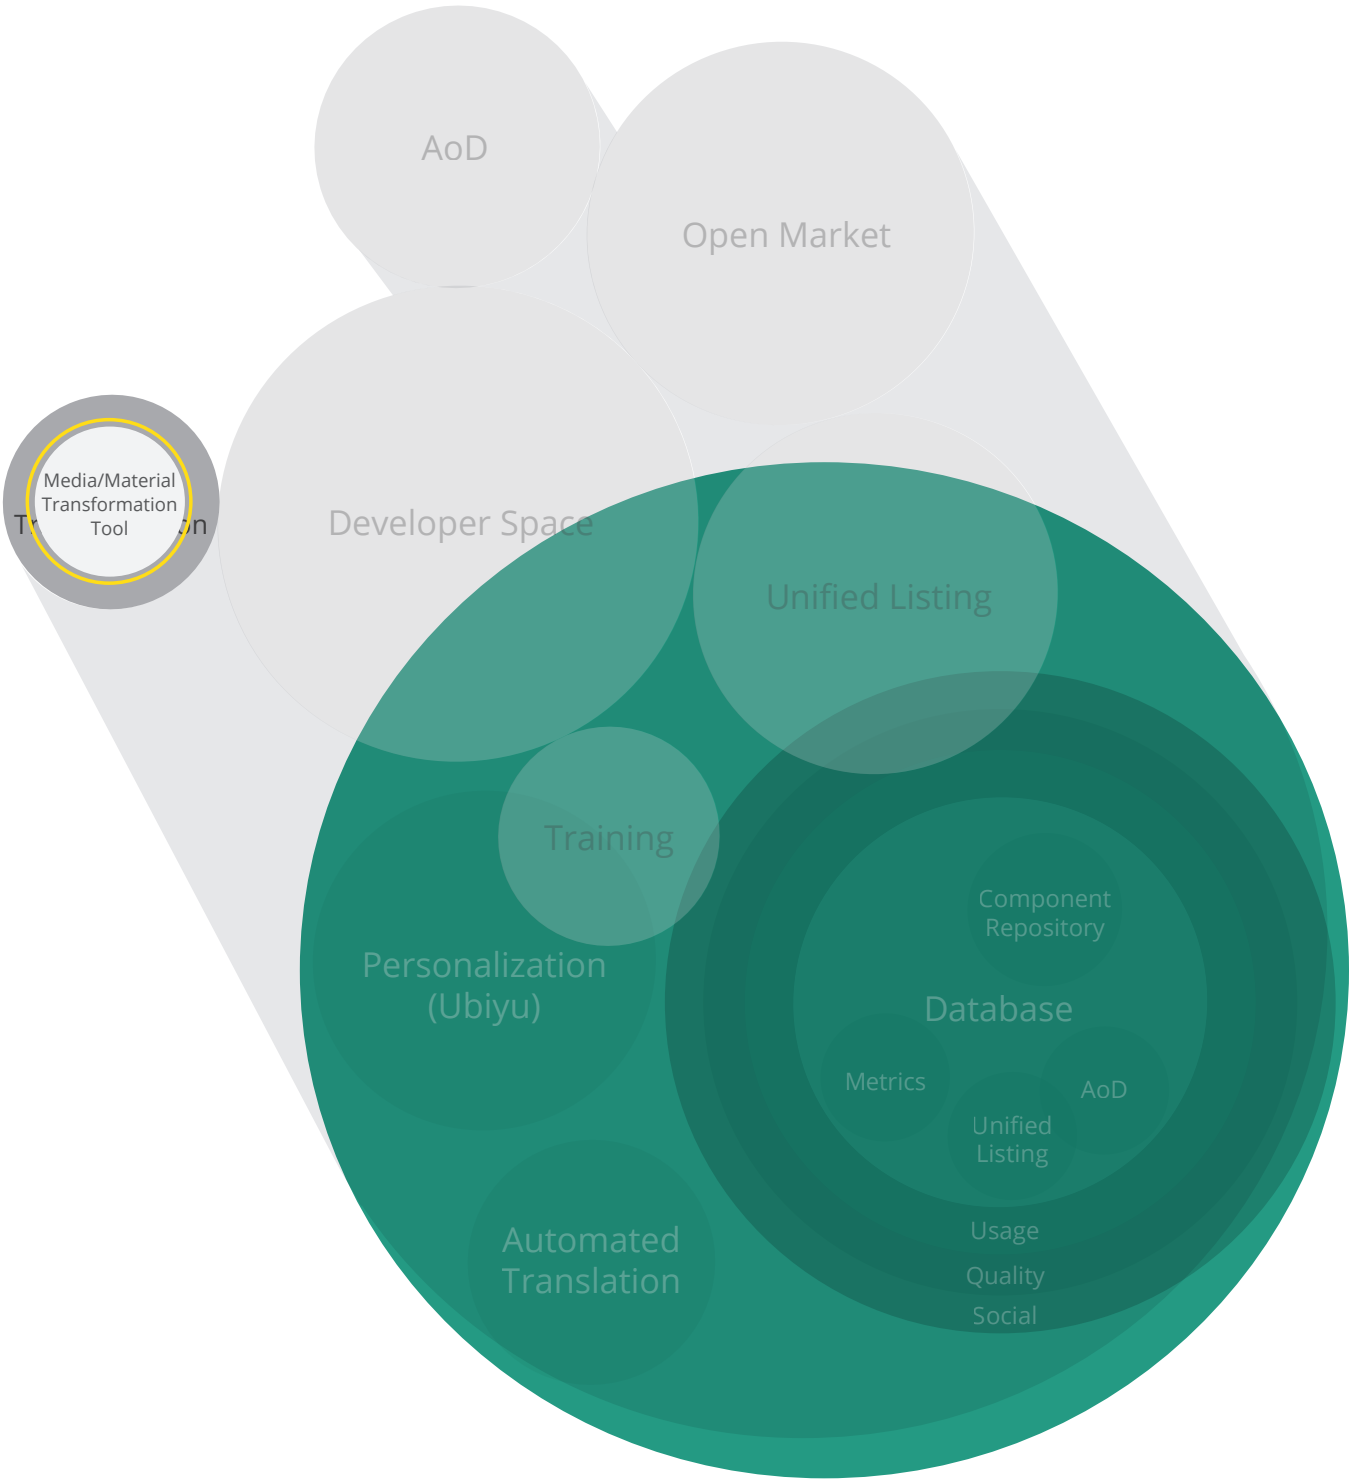 AoD
Open Market
Media/Material
Transformation
Tool
Developer Space
Unified Listing
Training
Component
Repository
Personalization
(Ubiyu)
Database
Metrics
AoD
Unified
Listing
Usage
Automated
Translation
Quality
Social